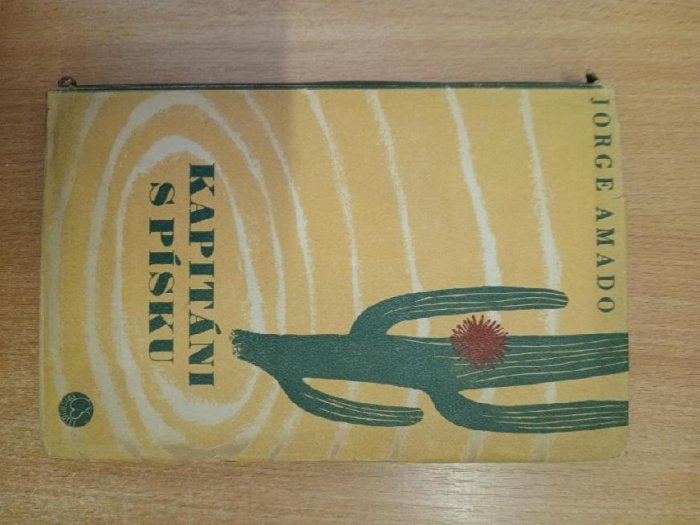 JORGE AMADO
KAPITÁNI
S PÍSKU